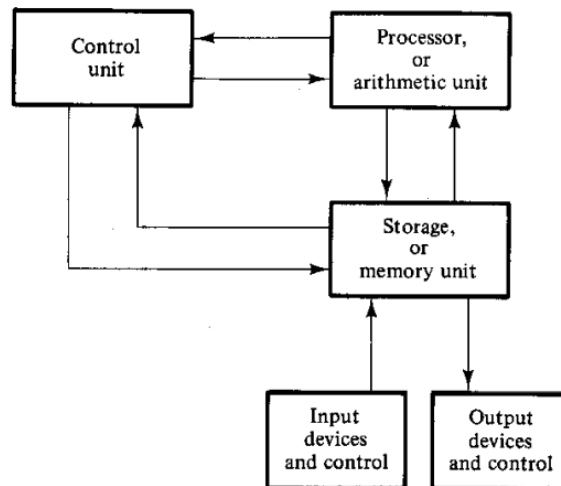 Control
unit
Processor,
or
arithmetic unit
Storage,
or
memory unit
Input
devices
and control
Output
devices
and control